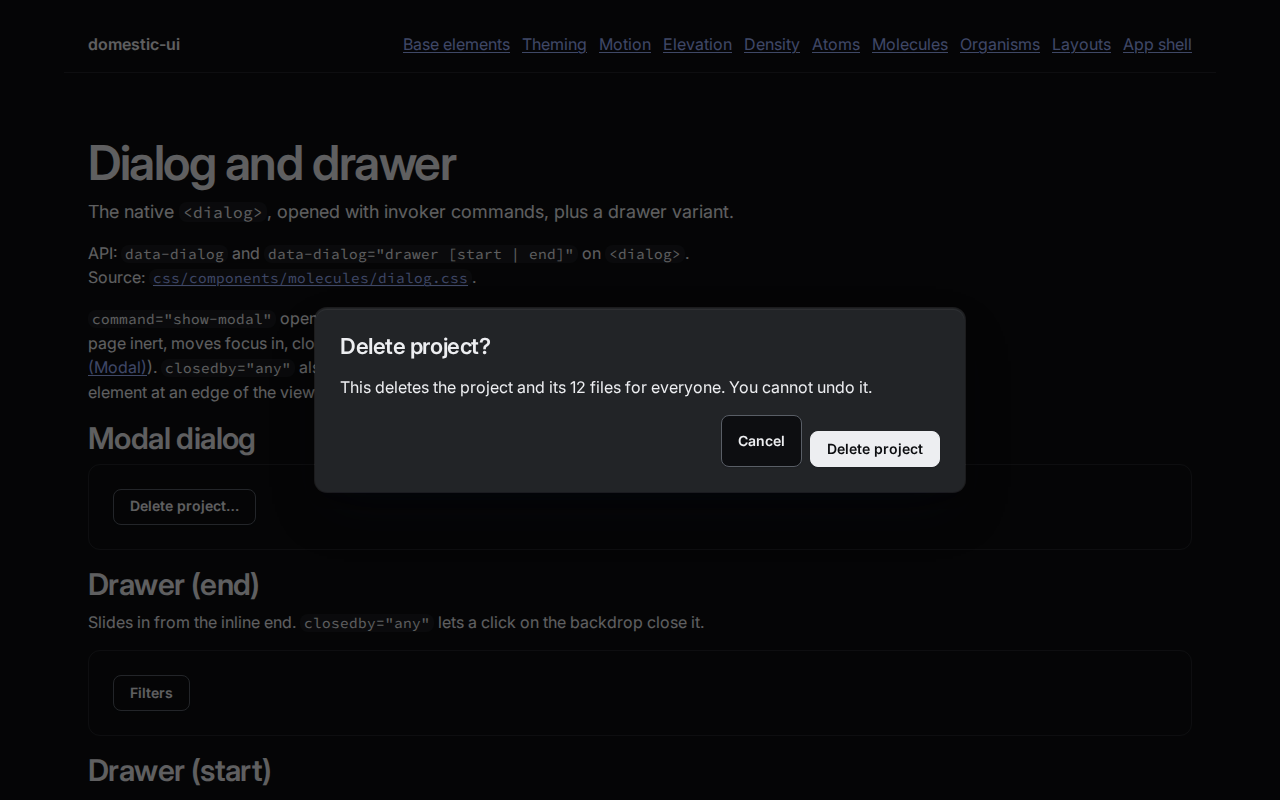 domestic-ui
Base elements Theming Motion Elevation Density Atoms Molecules Organisms Layouts App shell
Dialog and drawer
The native <dialog>, opened with invoker commands, plus a drawer variant.
API: data-dialog and data-dialog="drawer [start | end]" on <dialog>.
Source: css/components/molecules/dialog.css.
command="show-modal" open
page inert, moves focus in, clo
(Modal)). closedby="any" als
element at an edge of the view
Delete project?
This deletes the project and its 12 files for everyone. You cannot undo it.
Cancel Delete project
Modal dialog
Delete project…
Drawer (end)
Slides in from the inline end. closedby="any" lets a click on the backdrop close it.
Filters
Drawer (start)